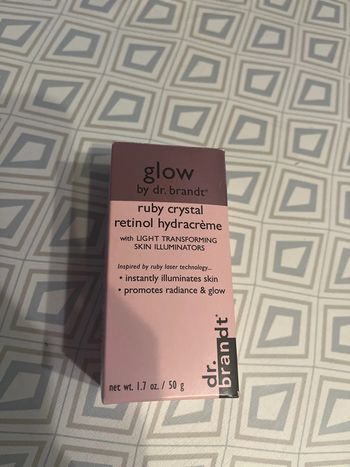 glow
by dr. brandt®
ruby crystal
retinol hydracrème
with LIGHT TRANSFORMING
SKIN ILLUMINATORS
Inspired by ruby laser technology...
• instantly illuminates skin
• promotes radiance & glow
dr.
brandt®
net wt. 1.7 oz. / 50 g